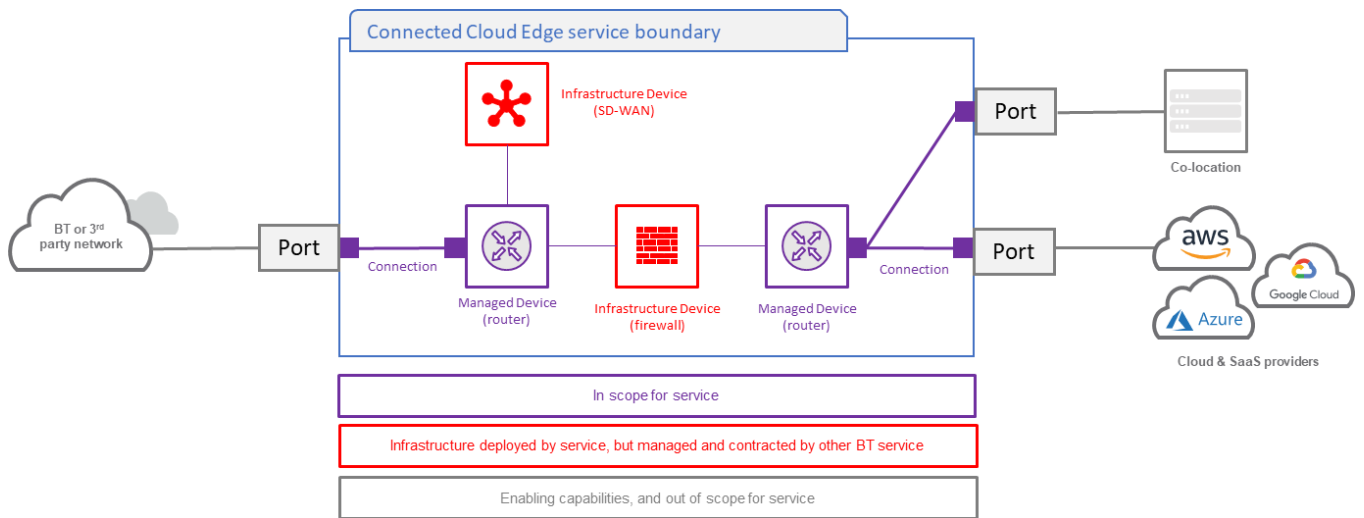 Connected Cloud Edge service boundary
Infrastructure Device
(SD-WAN)
Port
Co-location
BT or 3rd
party network
Port
Connection
Managed Device
(router)
Infrastructure Device
(firewall)
Managed Device
(router)
Connection
Port
aws
Google Cloud
Azure
Cloud & SaaS providers
In scope for service
Infrastructure deployed by service, but managed and contracted by other BT service
Enabling capabilities, and out of scope for service